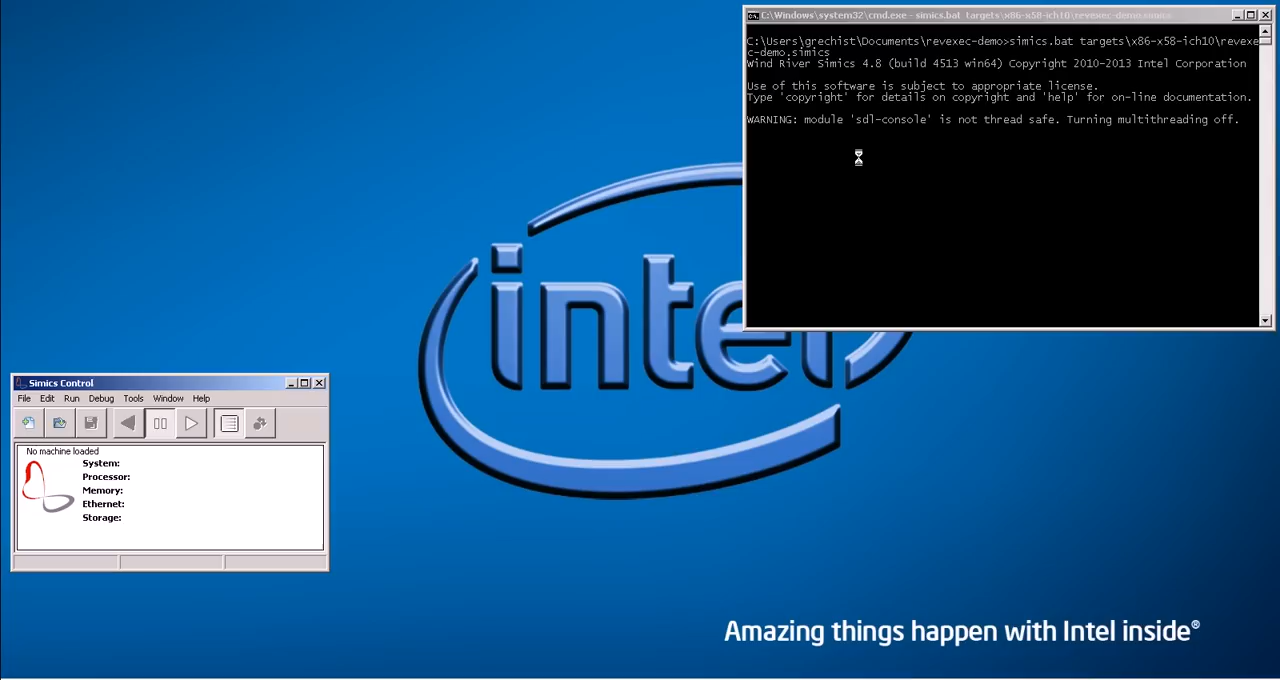 C:\Windows\system32\cmd.exe - simics.bat targets\x86-x58-ich10\revexec-demo.simics
C:\Users\grechist\Documents\revexec-demo>simics.bat targets\x86-x58-ich10\revexe
c-demo.simics
Wind River Simics 4.8 (build 4513 win64) Copyright 2010-2013 Intel Corporation
Use of this software is subject to appropriate license.
Type 'copyright' for details on copyright and 'help' for on-line documentation.
WARNING: module 'sdl-console' is not thread safe. Turning multithreading off.
intel
Simics Control
File Edit Run Debug Tools Window Help
No machine loaded
System:
Processor:
Memory:
Ethernet:
Storage:
Amazing things happen with Intel inside®